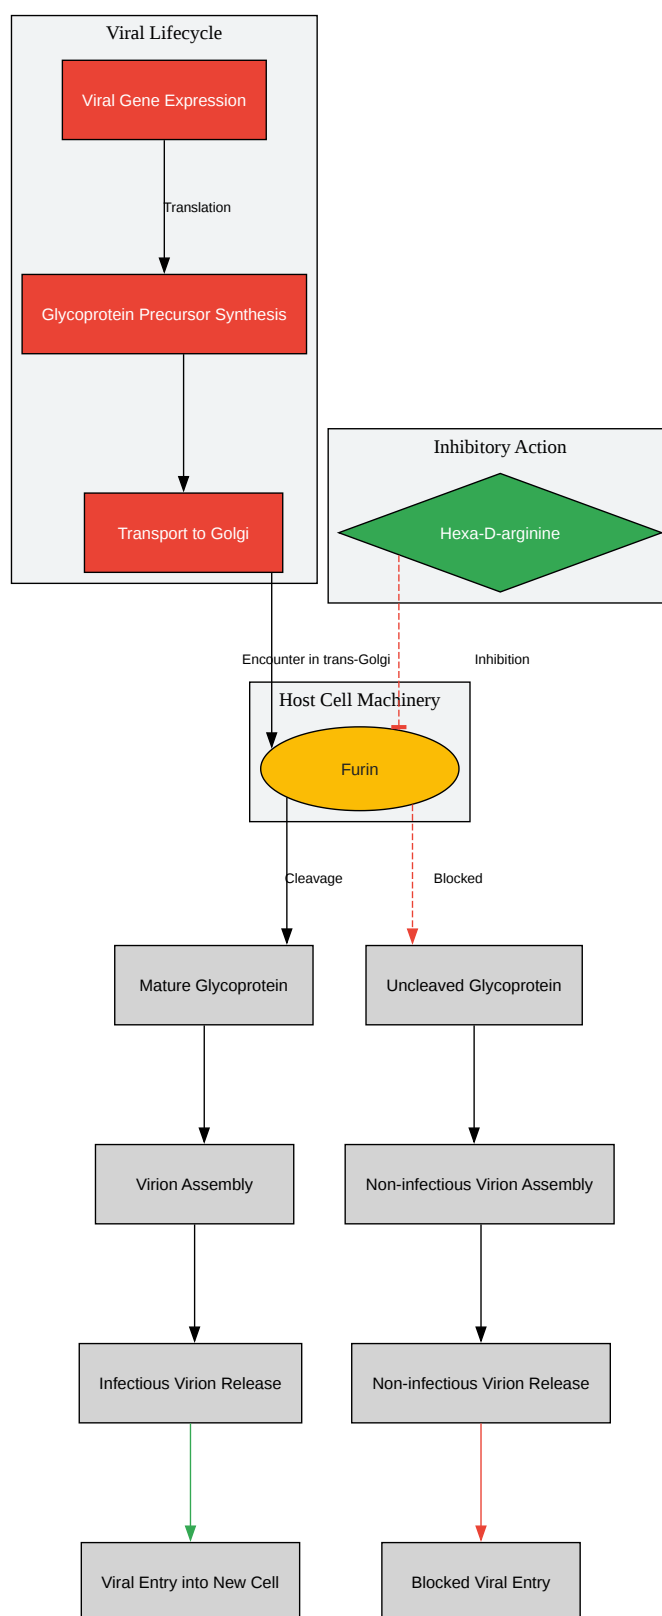 Viral Lifecycle
Viral Gene Expression
Translation
Glycoprotein Precursor Synthesis
Inhibitory Action
Transport to Golgi
Hexa-D-arginine
Encounter in trans-Golgi
Inhibition
Host Cell Machinery
Furin
Cleavage
Blocked
Mature Glycoprotein
Uncleaved Glycoprotein
Virion Assembly
Non-infectious Virion Assembly
Infectious Virion Release
Non-infectious Virion Release
Viral Entry into New Cell
Blocked Viral Entry